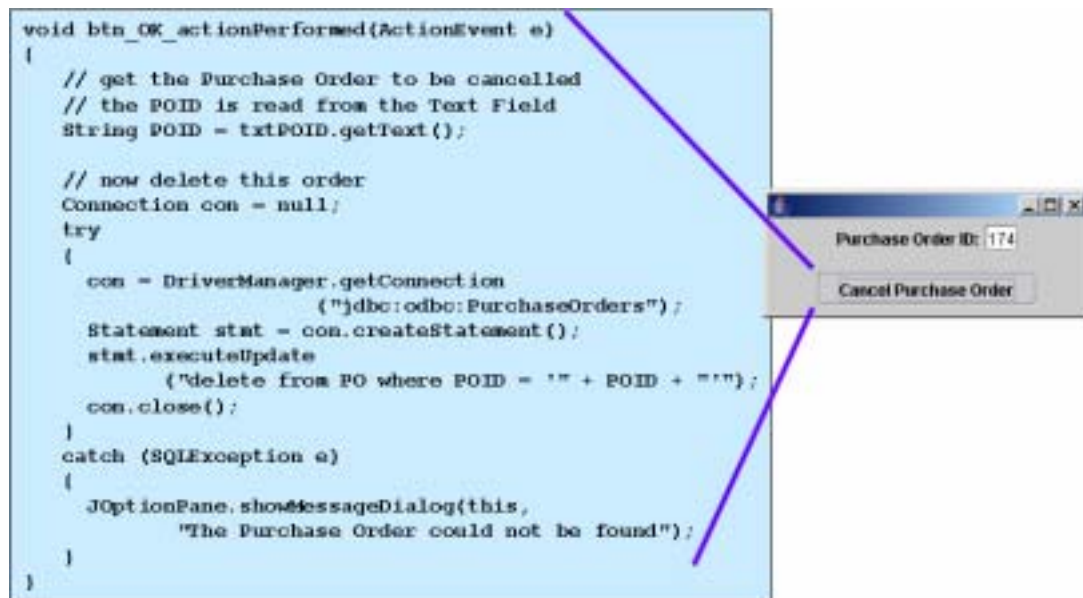 void btn_OK_actionPerformed(ActionEvent e)
{
// get the Purchase Order to be cancelled
// the POID is read from the Text Field
String POID = txtPOID.getText();
// now delete this order
Connection con = null;
try
{
con = DriverManager.getConnection
("jdbc:odbc:PurchaseOrders");
Statement stmt = con.createStatement();
stmt.executeUpdate
("delete from PO where POID = '" + POID + "'");
con.close();
}
catch (SQLException e)
{
JOptionPane.showMessageDialog(this,
"The Purchase Order could not be found");
}
}
Purchase Order ID: 174
Cancel Purchase Order